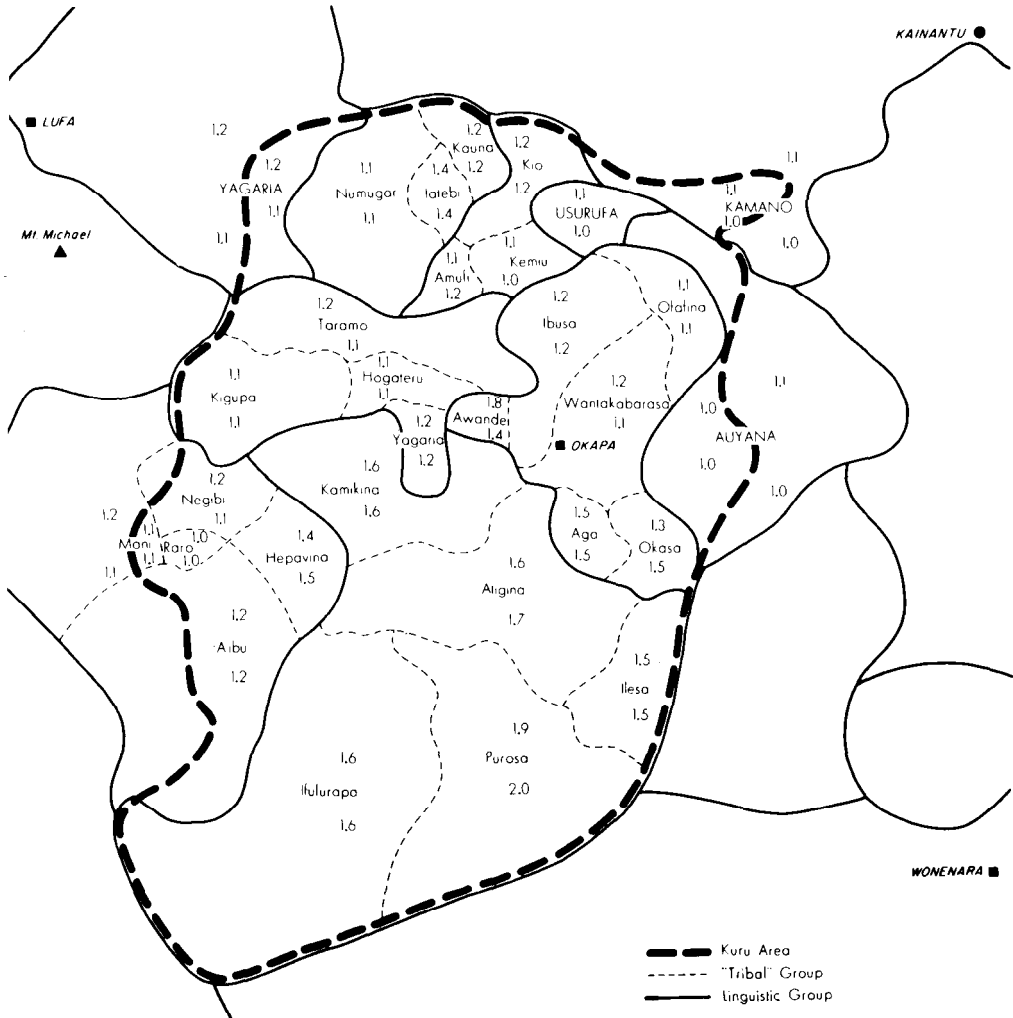 KAINANTU
LUFA
1.2
1.2
YAGARIA
1.1
1.1
Mt. Michael
1.1
Numugar
1.1
1.2
Kauna
1.2
1.4
Iatebi
1.4
1.2
Kio
1.2
1.1
USURUFA
1.0
1.1
1.1
KAMANO
1.0
1.0
1.1
Kemiu
1.0
1.1
Amufi
1.2
1.2
Taramo
1.1
1.2
Ibusa
1.2
1.1
Ofafina
1.1
1.1
Kigupa
1.1
1.1
Hogateru
1.1
1.2
Yagaria
1.2
1.8
Awande
1.4
1.2
Wantakabarasa
1.1
OKAPA
1.1
1.0
AUYANA
1.0
1.0
1.6
Kamikina
1.6
1.2
Negibi
1.1
1.2
1.1
Mani
1.1
1.1
1.0
Raro
1.0
1.4
Hepavina
1.5
1.5
Aga
1.5
1.3
Okasa
1.5
1.6
Atigina
1.7
1.2
Aibu
1.2
1.5
Ilesa
1.5
1.9
Purosa
2.0
1.6
Ifulurapa
1.6
WONENARA
Kuru Area
"Tribal" Group
Linguistic Group